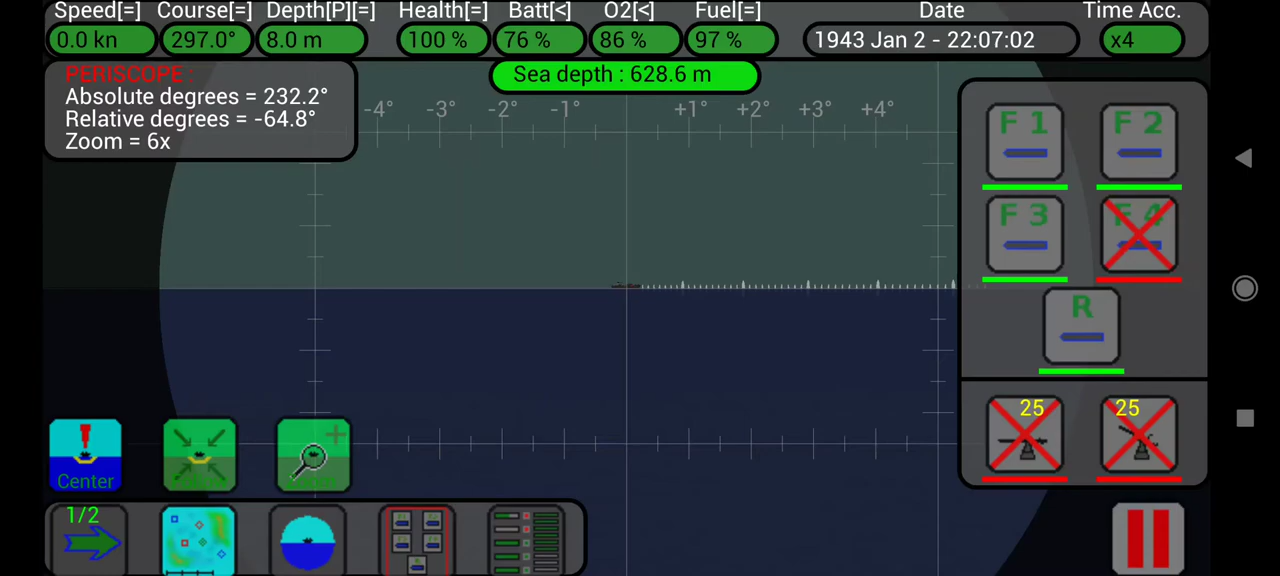 Speed[=] Course[=] Depth[P][=] Health[=] Batt[<] O2[<] Fuel[=] Date Time Acc.
0.0 kn 297.0° 8.0 m 100 % 76 % 86 % 97 % 1943 Jan 2 - 22:07:02 x4
PERISCOPE :
Absolute degrees = 232.2°
Relative degrees = -64.8°
Zoom = 6x
Sea depth : 628.6 m
-4° -3° -2° -1° +1° +2° +3° +4°
F 1 F 2
F 3 F 4
R
25 25
Center
1/2